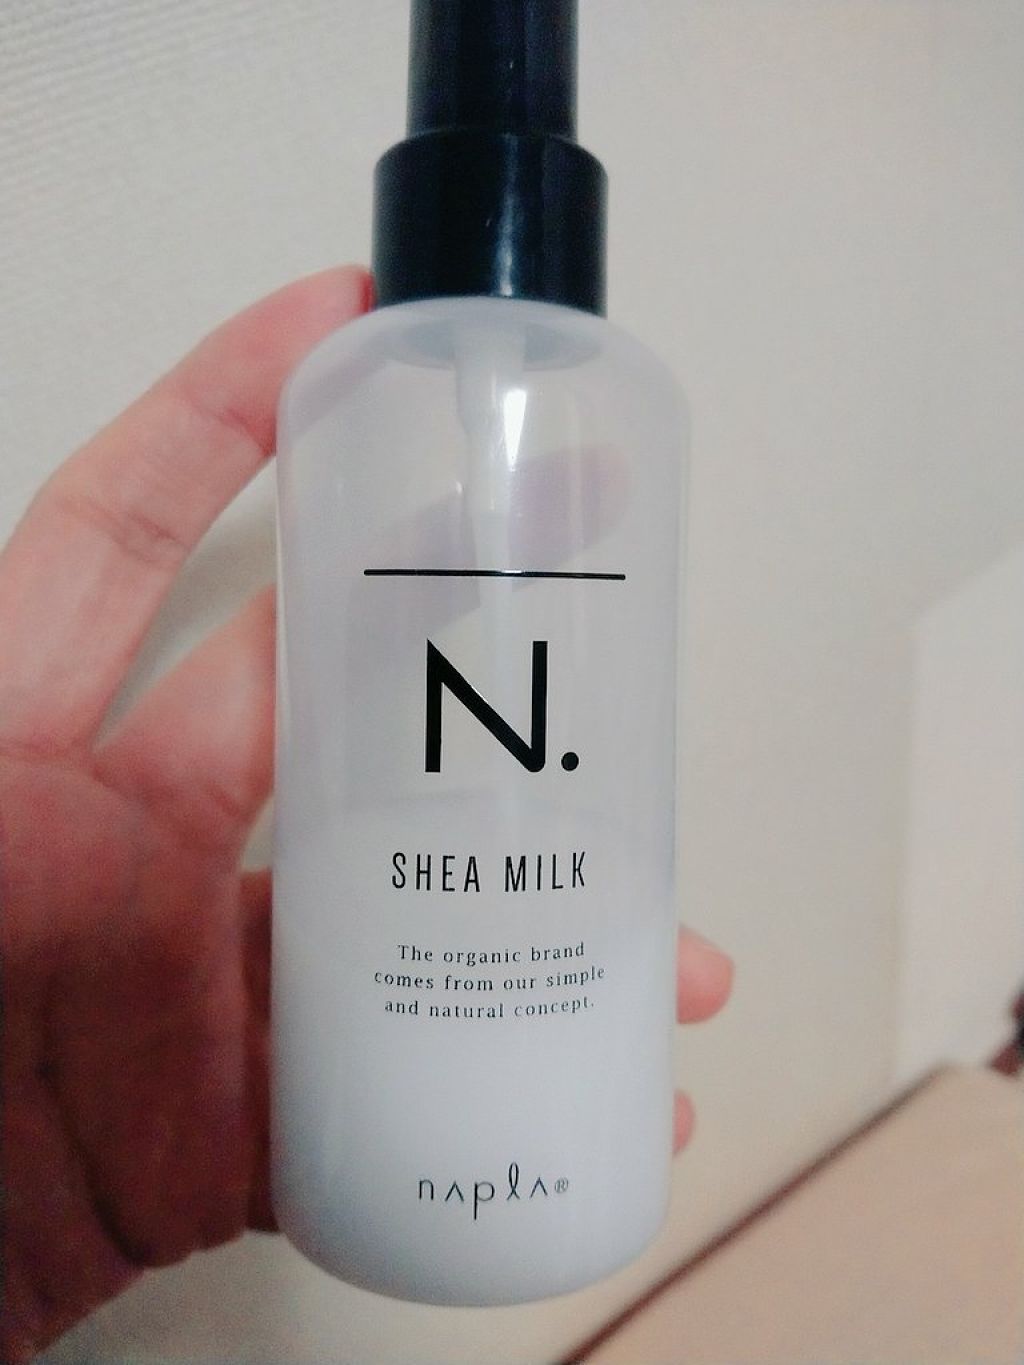 N.
SHEA MILK
The organic brand
comes from our simple
and natural concept.
napla®